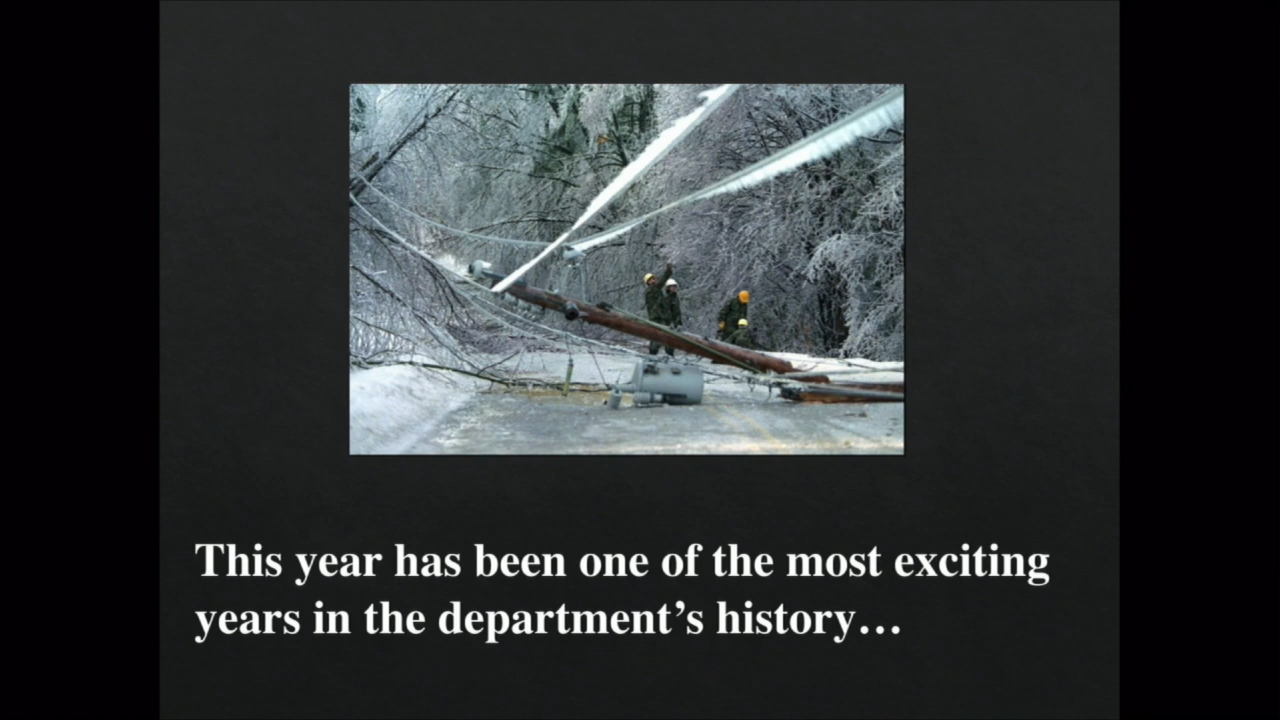 This year has been one of the most exciting
years in the department’s history…